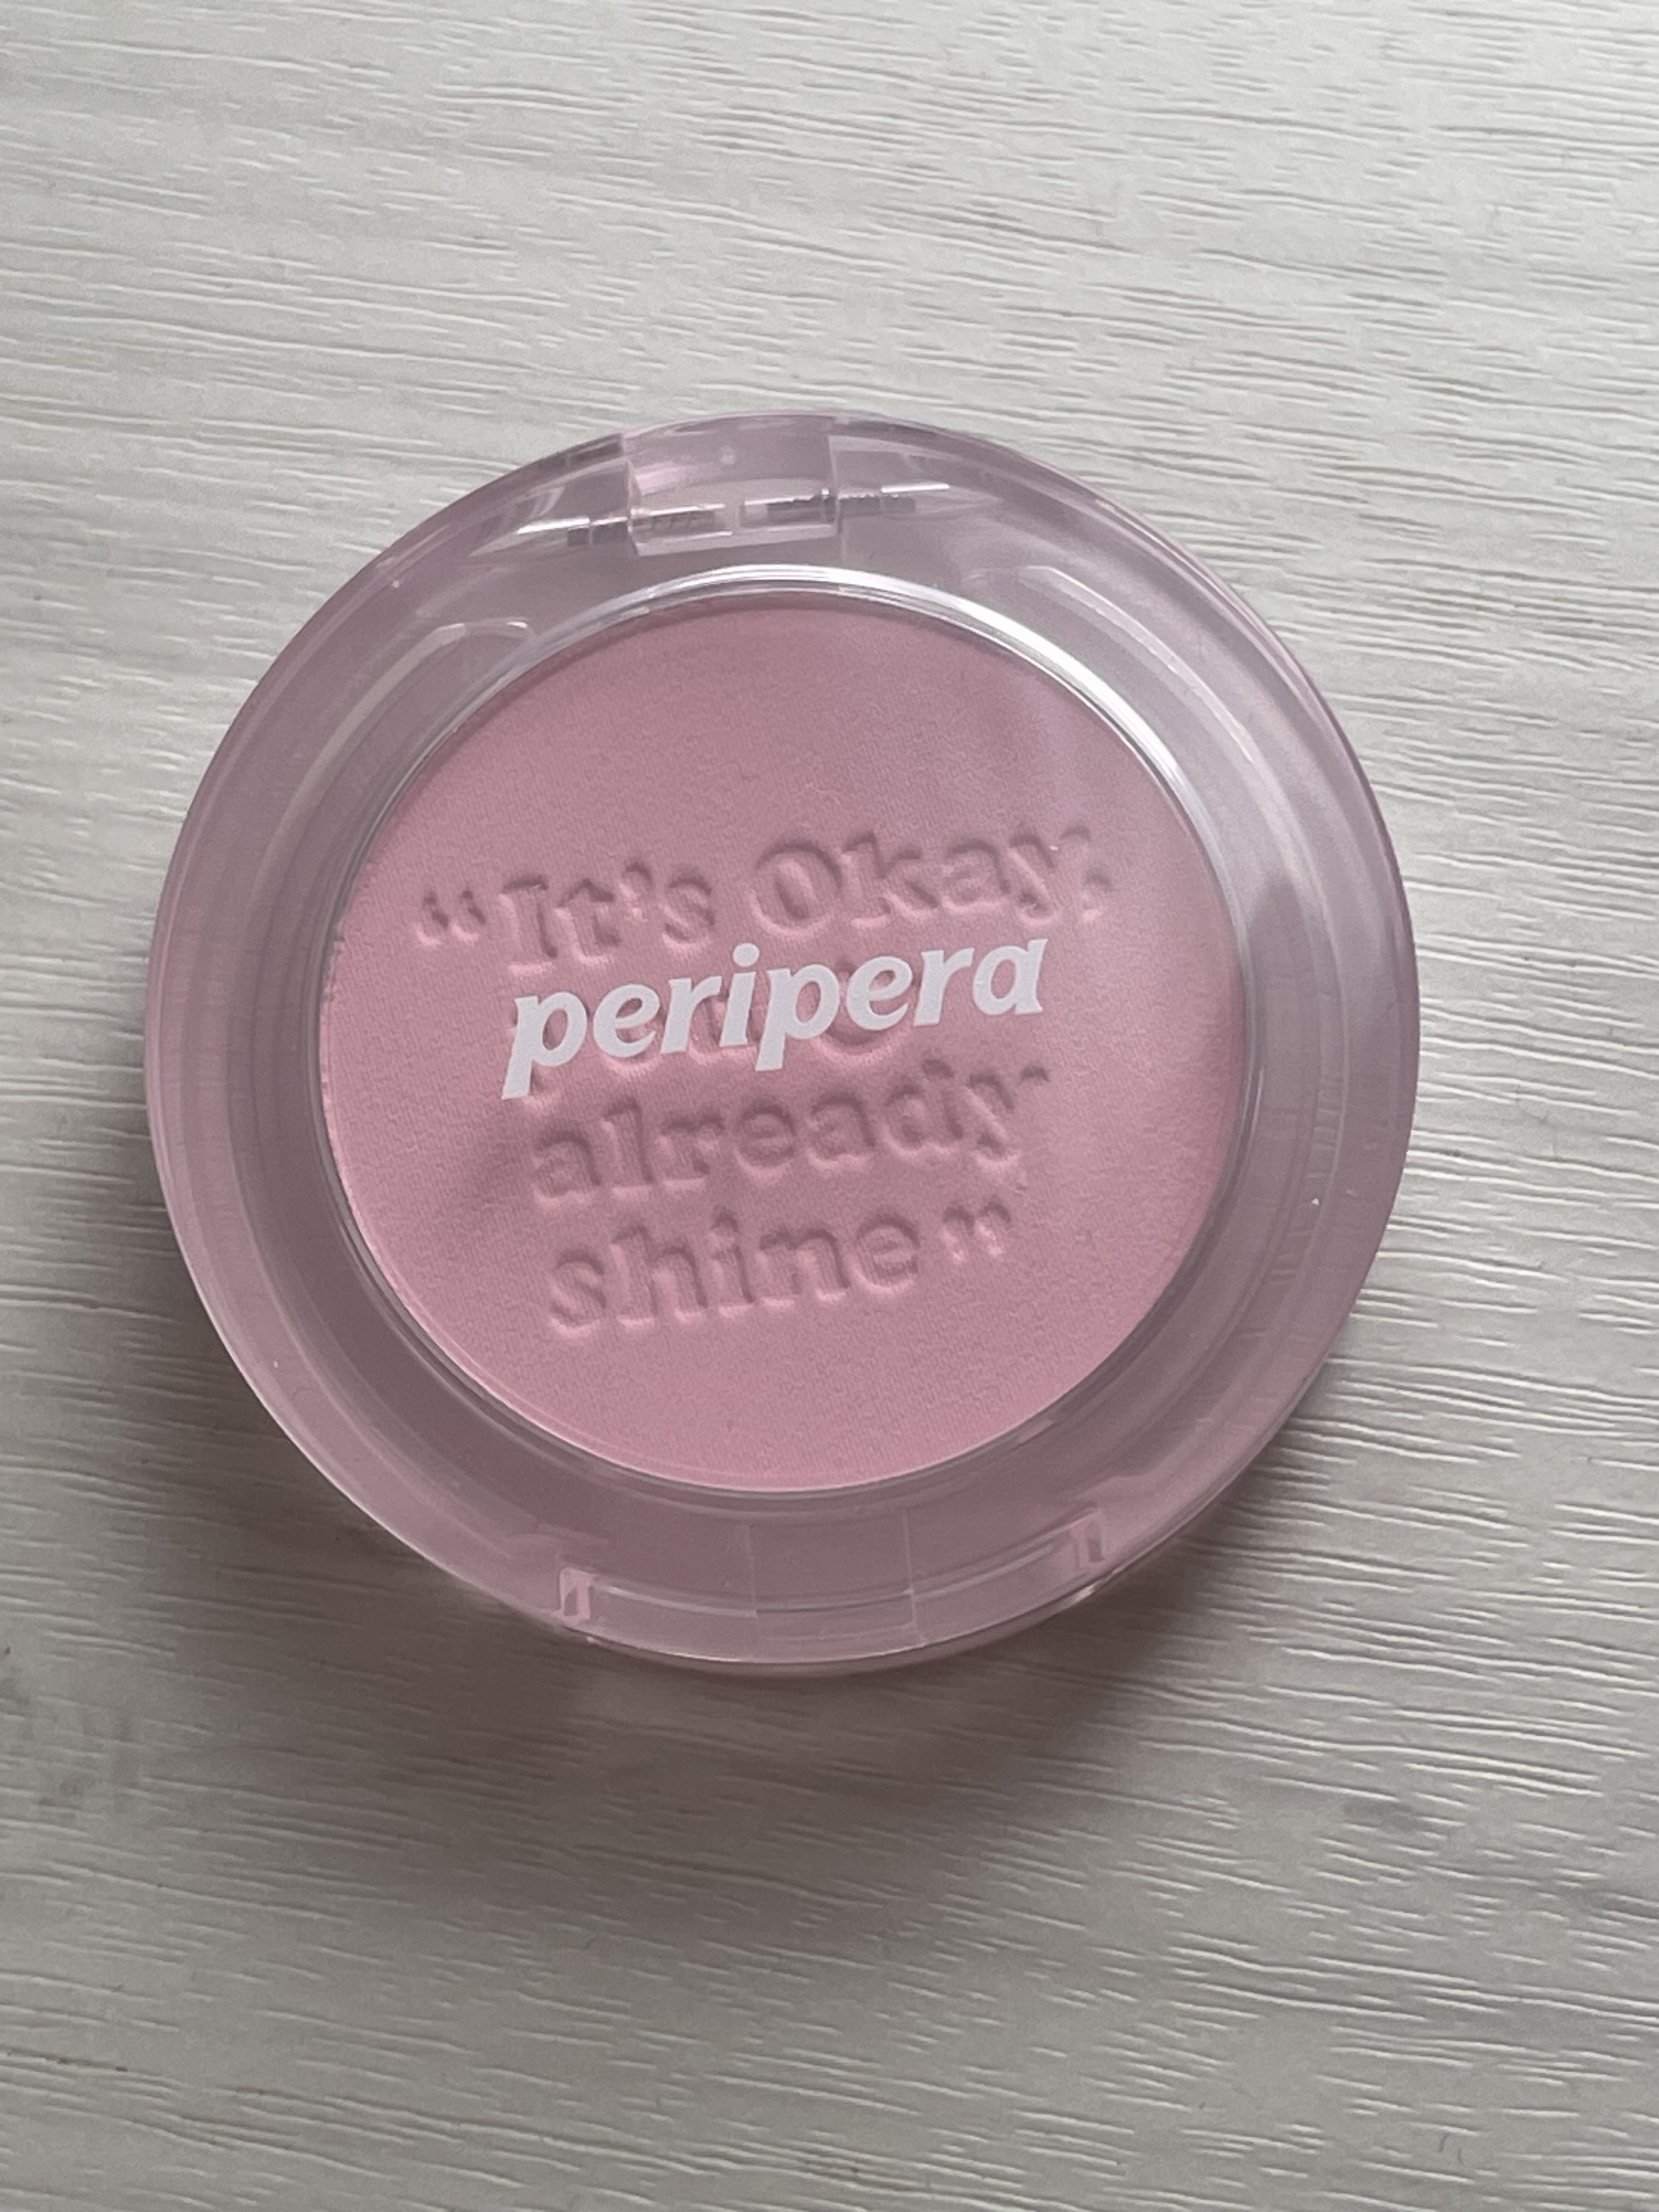 “It's Okay,
peripera
already
shine”